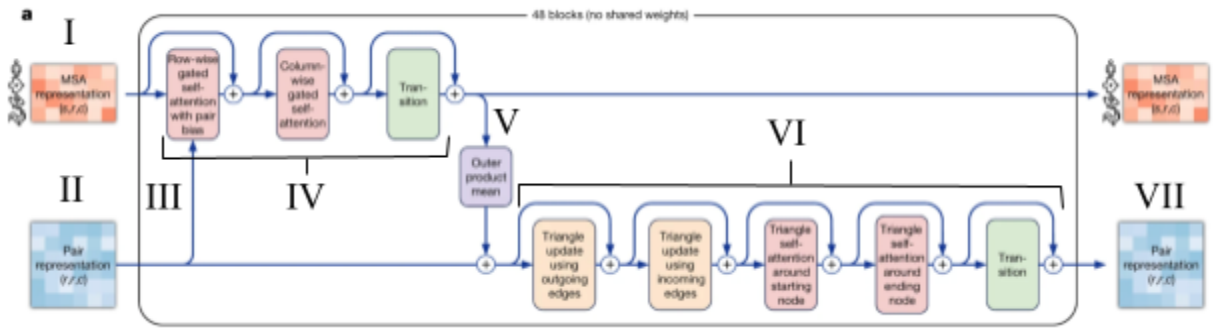 a
48 blocks (no shared weights)
I
MSA
representation
(s,r,c)
Row-wise
gated
self-
attention
with pair
bias
+
Column-
wise
gated
self-
attention
+
Tran-
sition
+
V
VI
MSA
representation
(s,r,c)
II
III
IV
Outer
product
mean
VII
Pair
representation
(r,r,c)
+
Triangle
update
using
outgoing
edges
+
Triangle
update
using
incoming
edges
+
Triangle
self-
attention
around
starting
node
+
Triangle
self-
attention
around
ending
node
+
Tran-
sition
+
Pair
representation
(r,r,c)